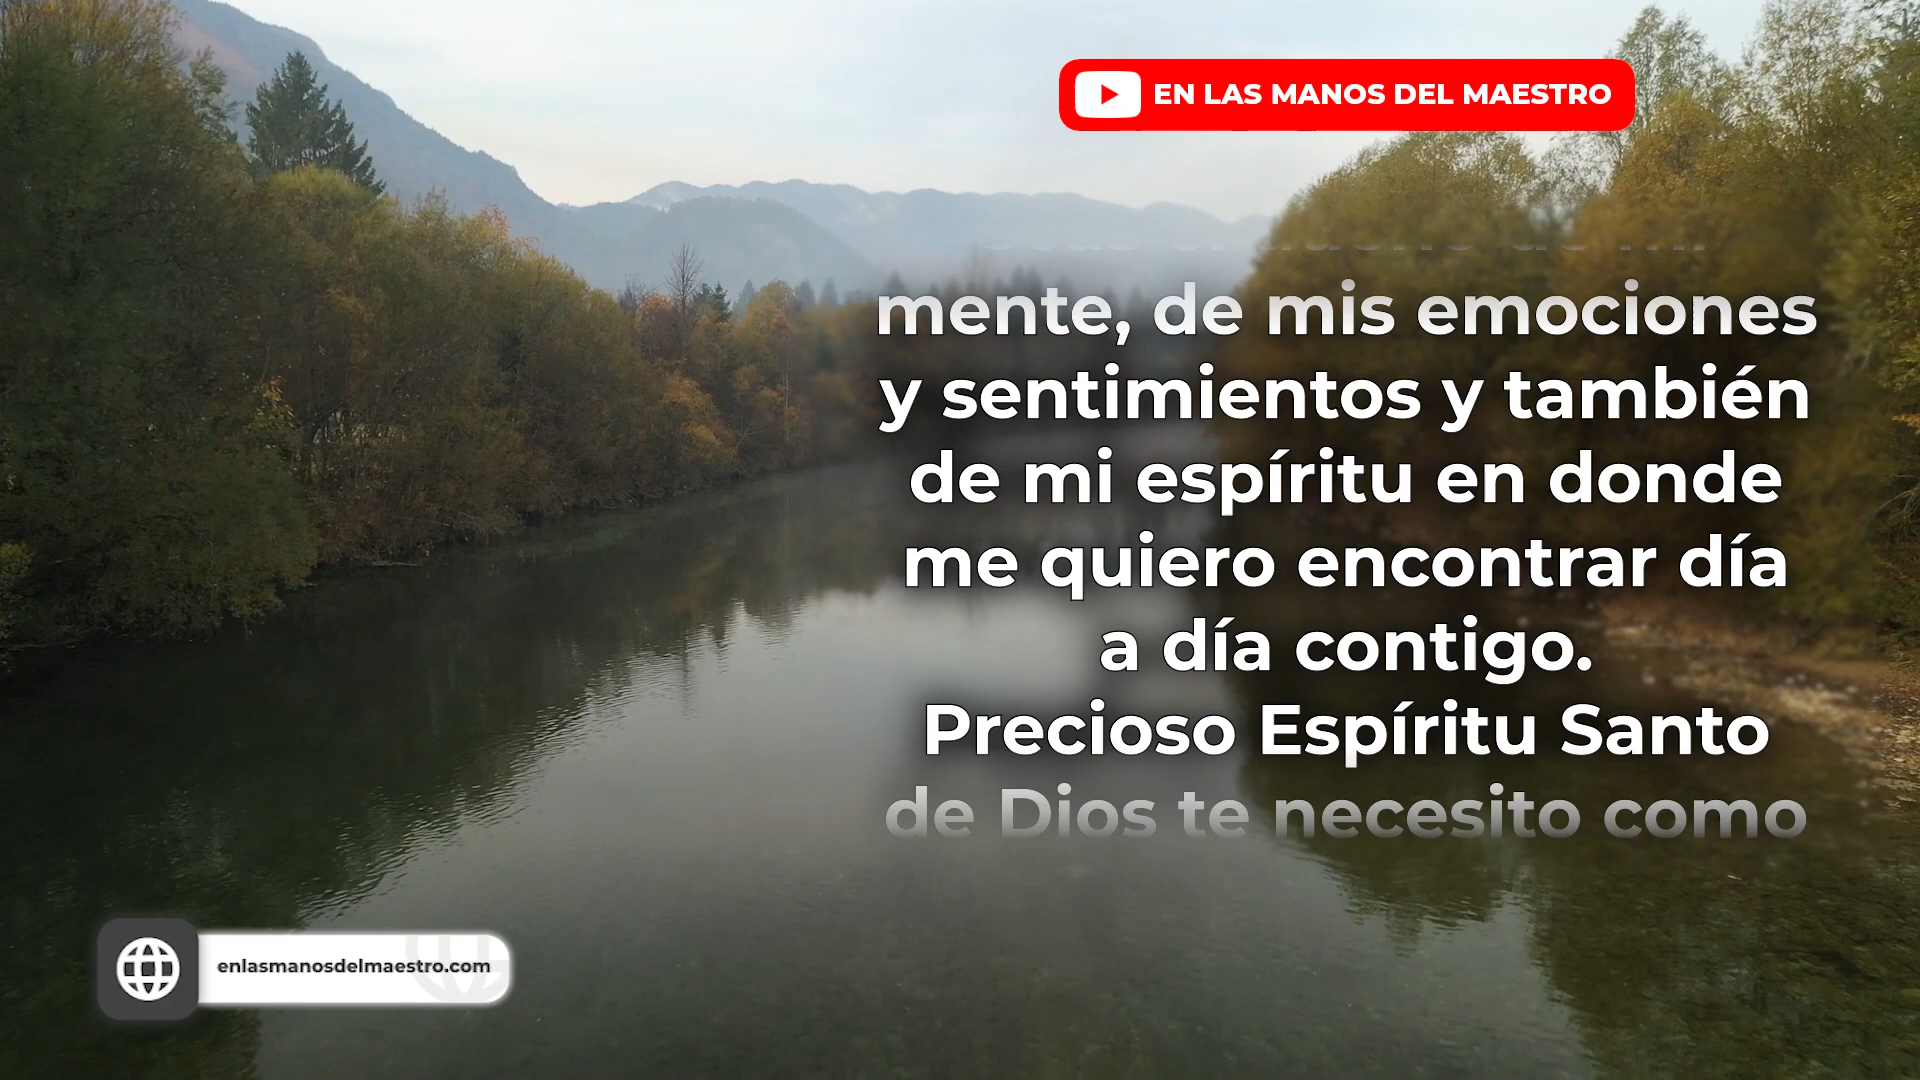 EN LAS MANOS DEL MAESTRO
mente, de mis emociones
y sentimientos y también
de mi espíritu en donde
me quiero encontrar día
a día contigo.
Precioso Espíritu Santo
de Dios te necesito como
enlasmanosdelmaestro.com